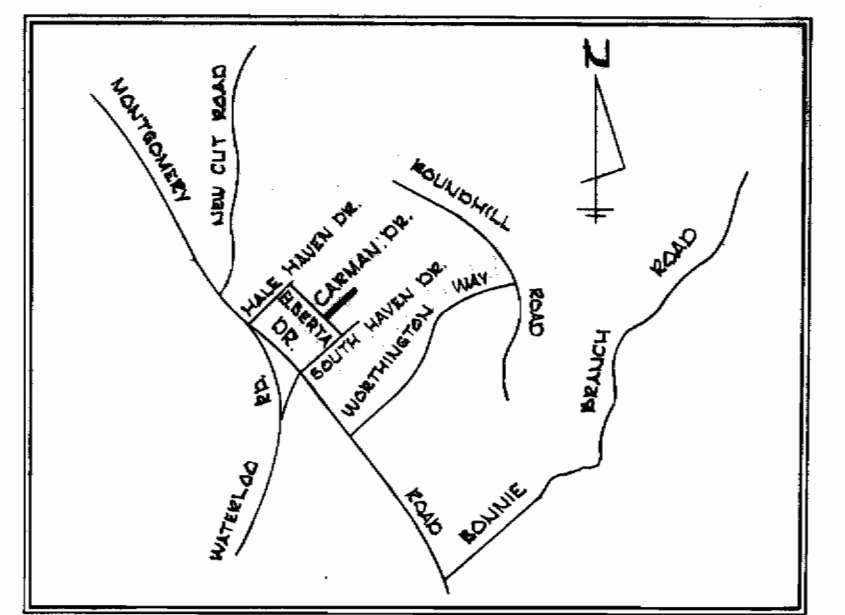 N
MONTGOMERY
NEW CUT ROAD
ROUNDHILL
HALE HAVEN DR.
CARMAN DR.
ELBERTA
DR.
SOUTH HAVEN DR.
WAY
ROAD
ROAD
WORTHINGTON
RD.
BRANCH
WATERLOO
ROAD
BONNIE